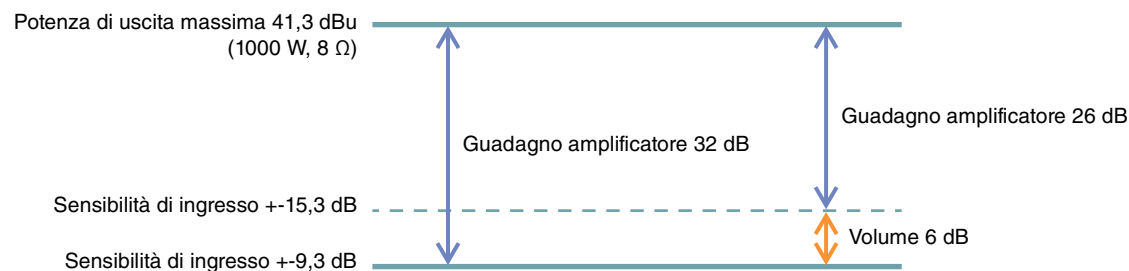 Potenza di uscita massima 41,3 dBu
(1000 W, 8 Ω)
Guadagno amplificatore 26 dB
Guadagno amplificatore 32 dB
Sensibilità di ingresso +-15,3 dB
Volume 6 dB
Sensibilità di ingresso +-9,3 dB